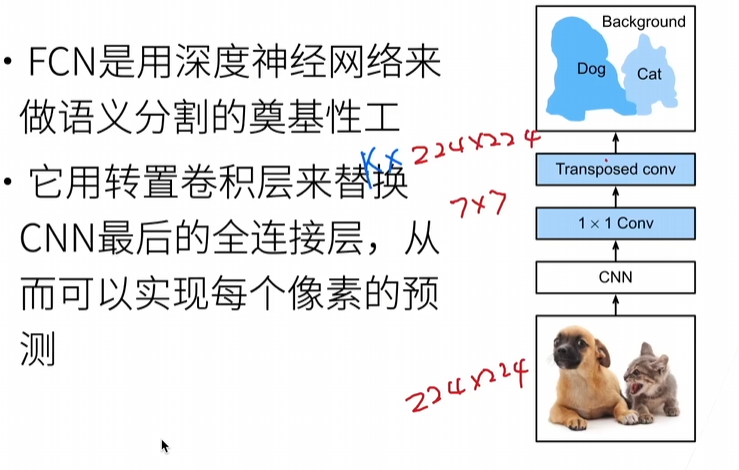 • FCN是用深度神经网络来
做语义分割的奠基性工
• 它用转置卷积层来替换
CNN最后的全连接层，从
而可以实现每个像素的预
测
K× 224×224
7×7
224×224
Background
Dog
Cat
Transposed conv
1 × 1 Conv
CNN